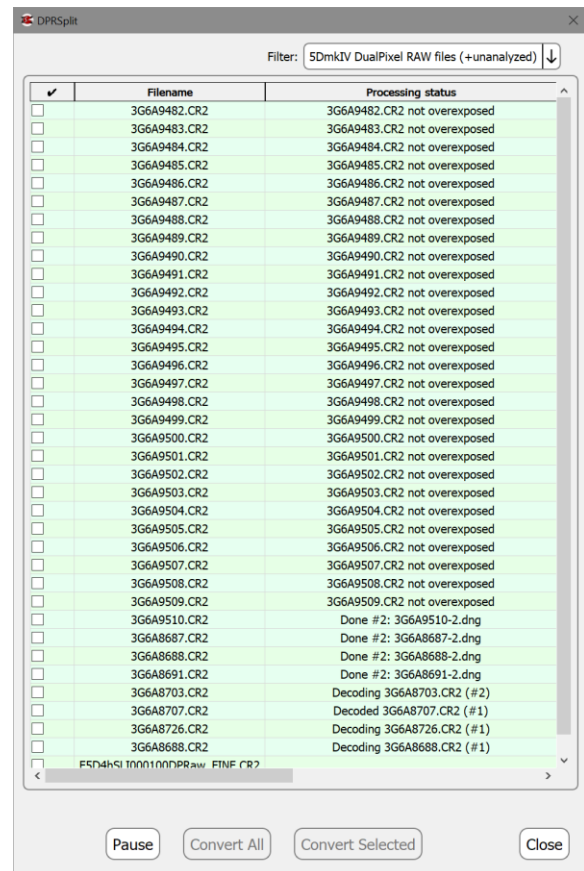 DPRSplit
Filter: 5DmkIV DualPixel RAW files (+unanalyzed)
✔ Filename Processing status
3G6A9482.CR2 3G6A9482.CR2 not overexposed
3G6A9483.CR2 3G6A9483.CR2 not overexposed
3G6A9484.CR2 3G6A9484.CR2 not overexposed
3G6A9485.CR2 3G6A9485.CR2 not overexposed
3G6A9486.CR2 3G6A9486.CR2 not overexposed
3G6A9487.CR2 3G6A9487.CR2 not overexposed
3G6A9488.CR2 3G6A9488.CR2 not overexposed
3G6A9489.CR2 3G6A9489.CR2 not overexposed
3G6A9490.CR2 3G6A9490.CR2 not overexposed
3G6A9491.CR2 3G6A9491.CR2 not overexposed
3G6A9492.CR2 3G6A9492.CR2 not overexposed
3G6A9493.CR2 3G6A9493.CR2 not overexposed
3G6A9494.CR2 3G6A9494.CR2 not overexposed
3G6A9495.CR2 3G6A9495.CR2 not overexposed
3G6A9496.CR2 3G6A9496.CR2 not overexposed
3G6A9497.CR2 3G6A9497.CR2 not overexposed
3G6A9498.CR2 3G6A9498.CR2 not overexposed
3G6A9499.CR2 3G6A9499.CR2 not overexposed
3G6A9500.CR2 3G6A9500.CR2 not overexposed
3G6A9501.CR2 3G6A9501.CR2 not overexposed
3G6A9502.CR2 3G6A9502.CR2 not overexposed
3G6A9503.CR2 3G6A9503.CR2 not overexposed
3G6A9504.CR2 3G6A9504.CR2 not overexposed
3G6A9505.CR2 3G6A9505.CR2 not overexposed
3G6A9506.CR2 3G6A9506.CR2 not overexposed
3G6A9507.CR2 3G6A9507.CR2 not overexposed
3G6A9508.CR2 3G6A9508.CR2 not overexposed
3G6A9509.CR2 3G6A9509.CR2 not overexposed
3G6A9510.CR2 Done #2: 3G6A9510-2.dng
3G6A8687.CR2 Done #2: 3G6A8687-2.dng
3G6A8688.CR2 Done #2: 3G6A8688-2.dng
3G6A8691.CR2 Done #2: 3G6A8691-2.dng
3G6A8703.CR2 Decoding 3G6A8703.CR2 (#2)
3G6A8707.CR2 Decoded 3G6A8707.CR2 (#1)
3G6A8726.CR2 Decoding 3G6A8726.CR2 (#1)
3G6A8688.CR2 Decoding 3G6A8688.CR2 (#1)
E5D4hSLI000100DPRaw_FINE.CR2
Pause Convert All Convert Selected Close